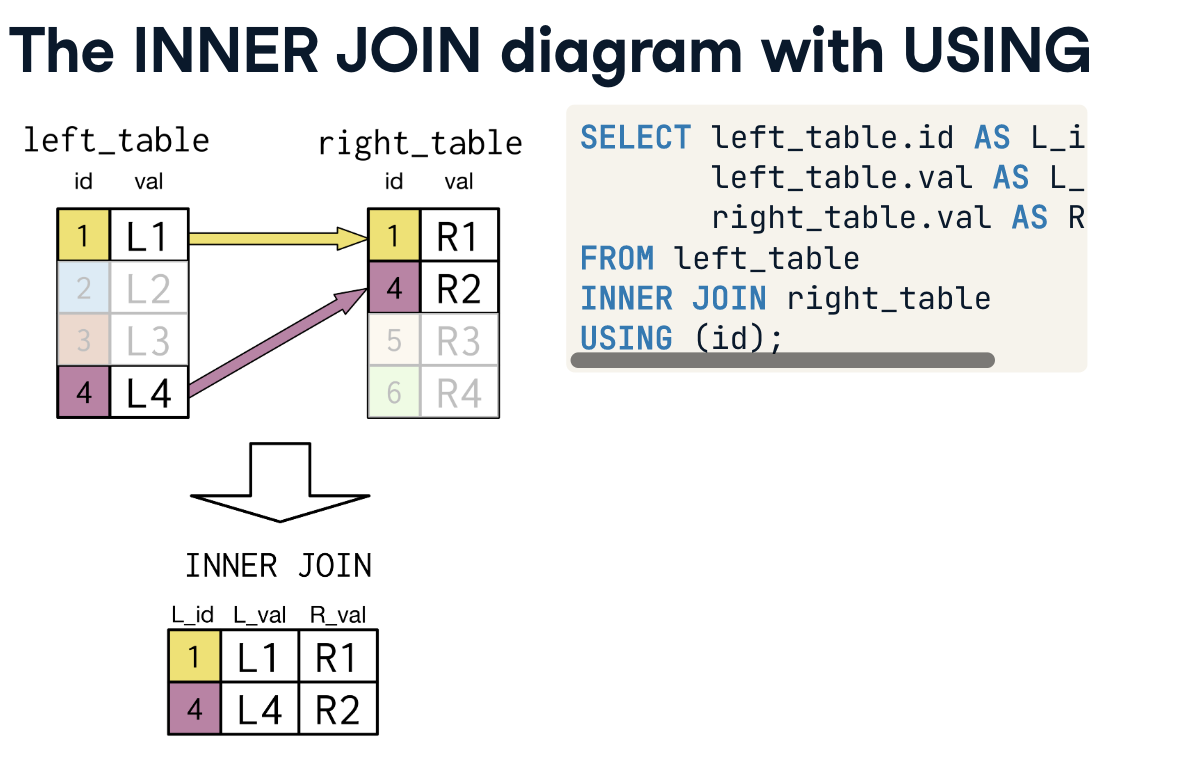 The INNER JOIN diagram with USING
left_table
id val
1 L1
2 L2
3 L3
4 L4
right_table
id val
1 R1
4 R2
5 R3
6 R4
SELECT left_table.id AS L_i
left_table.val AS L_
right_table.val AS R
FROM left_table
INNER JOIN right_table
USING (id);
INNER JOIN
L_id L_val R_val
1 L1 R1
4 L4 R2